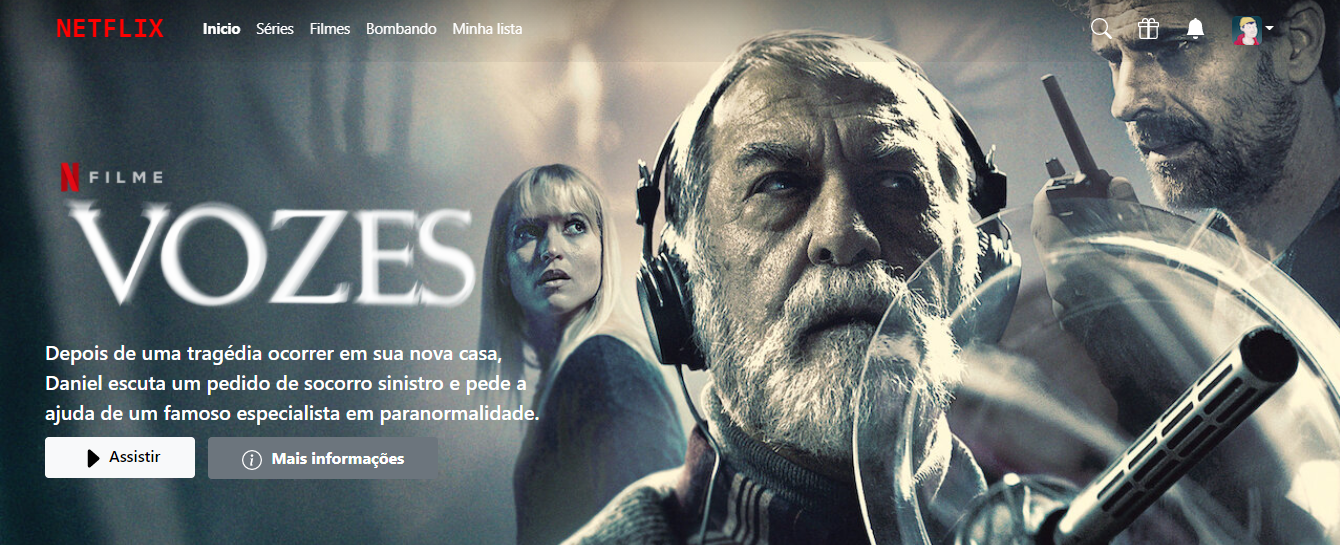 NETFLIX Inicio Séries Filmes Bombando Minha lista
N FILME
VOZES
Depois de uma tragédia ocorrer em sua nova casa,
Daniel escuta um pedido de socorro sinistro e pede a
ajuda de um famoso especialista em paranormalidade.
Assistir Mais informações